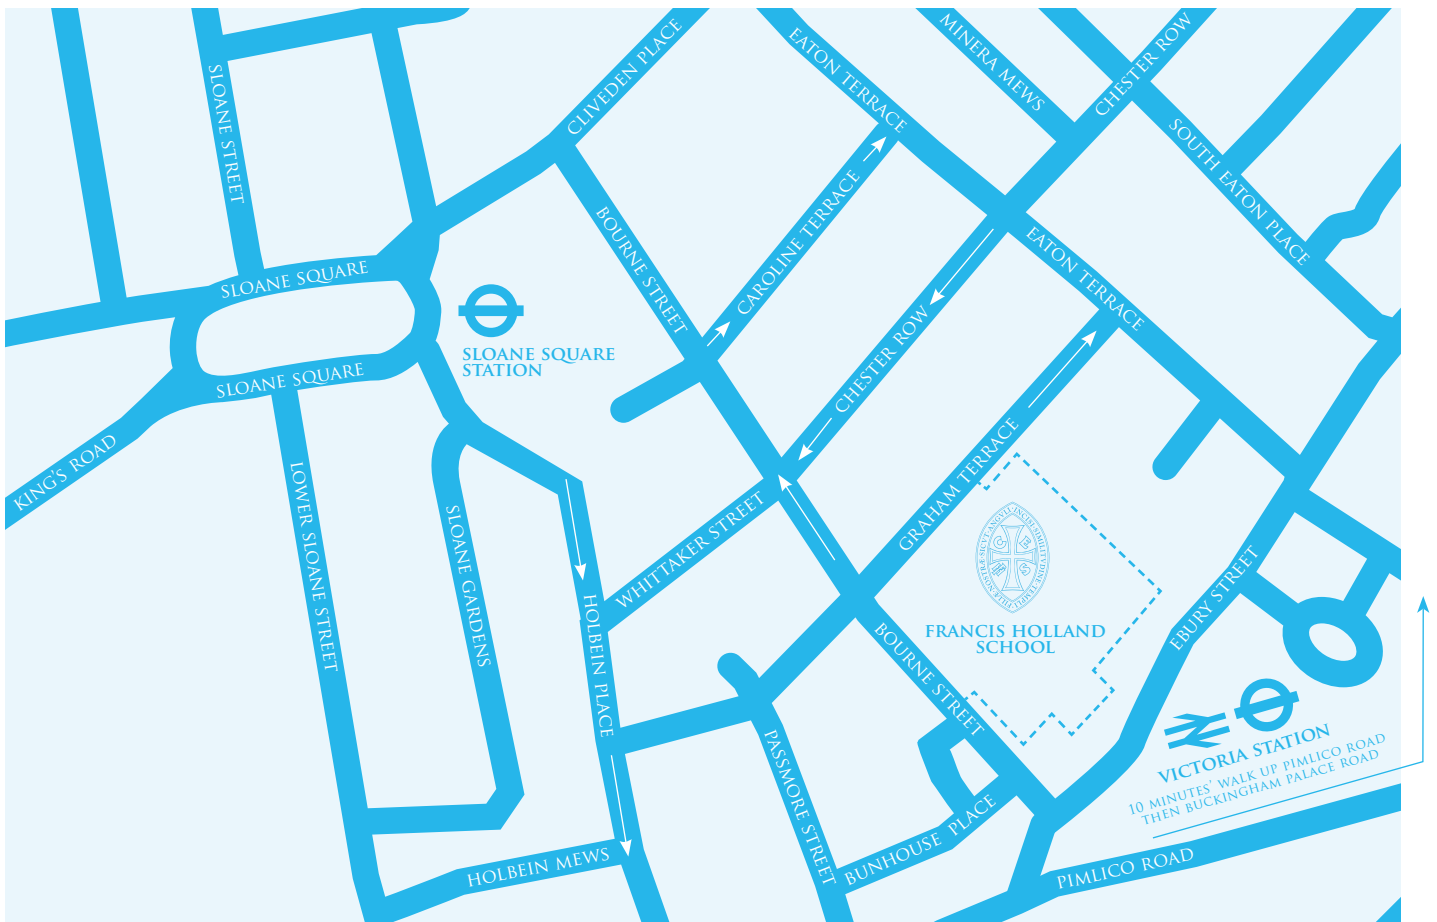 SLOANE STREET
CLIVEDEN PLACE
EATON TERRACE
MINERA MEWS
CHESTER ROW
SOUTH EATON PLACE
BOURNE STREET
CAROLINE TERRACE
EATON TERRACE
SLOANE SQUARE
SLOANE SQUARE
STATION
SLOANE SQUARE
CHESTER ROW
KING'S ROAD
LOWER SLOANE STREET
SLOANE GARDENS
WHITTAKER STREET
GRAHAM TERRACE
C E
H S
FRANCIS HOLLAND
SCHOOL
EBURY STREET
HOLBEIN PLACE
BOURNE STREET
PASSMORE STREET
VICTORIA STATION
10 MINUTES' WALK UP PIMLICO ROAD
THEN BUCKINGHAM PALACE ROAD
BUNHOUSE PLACE
HOLBEIN MEWS
PIMLICO ROAD